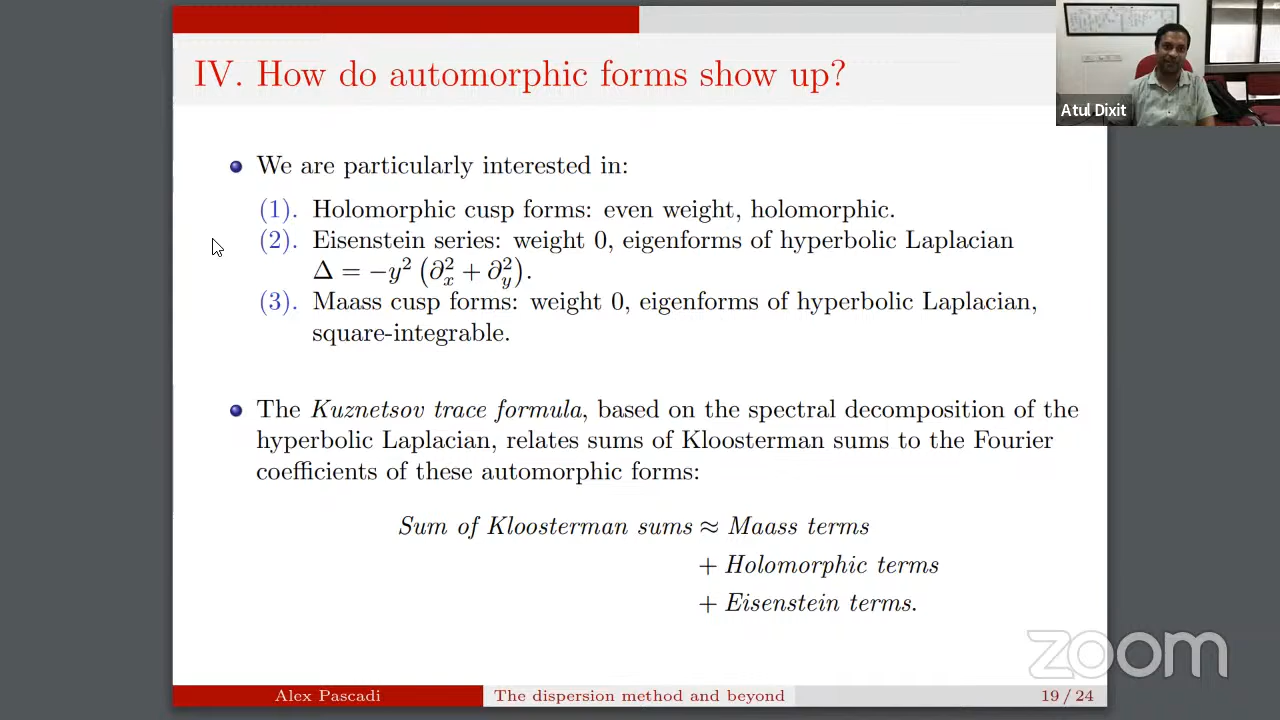 IV. How do automorphic forms show up?
Atul Dixit
We are particularly interested in:
(1). Holomorphic cusp forms: even weight, holomorphic.
(2). Eisenstein series: weight 0, eigenforms of hyperbolic Laplacian
Δ = −y² (∂²ₓ + ∂²ᵧ).
(3). Maass cusp forms: weight 0, eigenforms of hyperbolic Laplacian,
square-integrable.
The Kuznetsov trace formula, based on the spectral decomposition of the
hyperbolic Laplacian, relates sums of Kloosterman sums to the Fourier
coefficients of these automorphic forms:
Sum of Kloosterman sums ≈ Maass terms
+ Holomorphic terms
+ Eisenstein terms.
zoom
Alex Pascadi
The dispersion method and beyond
19 / 24